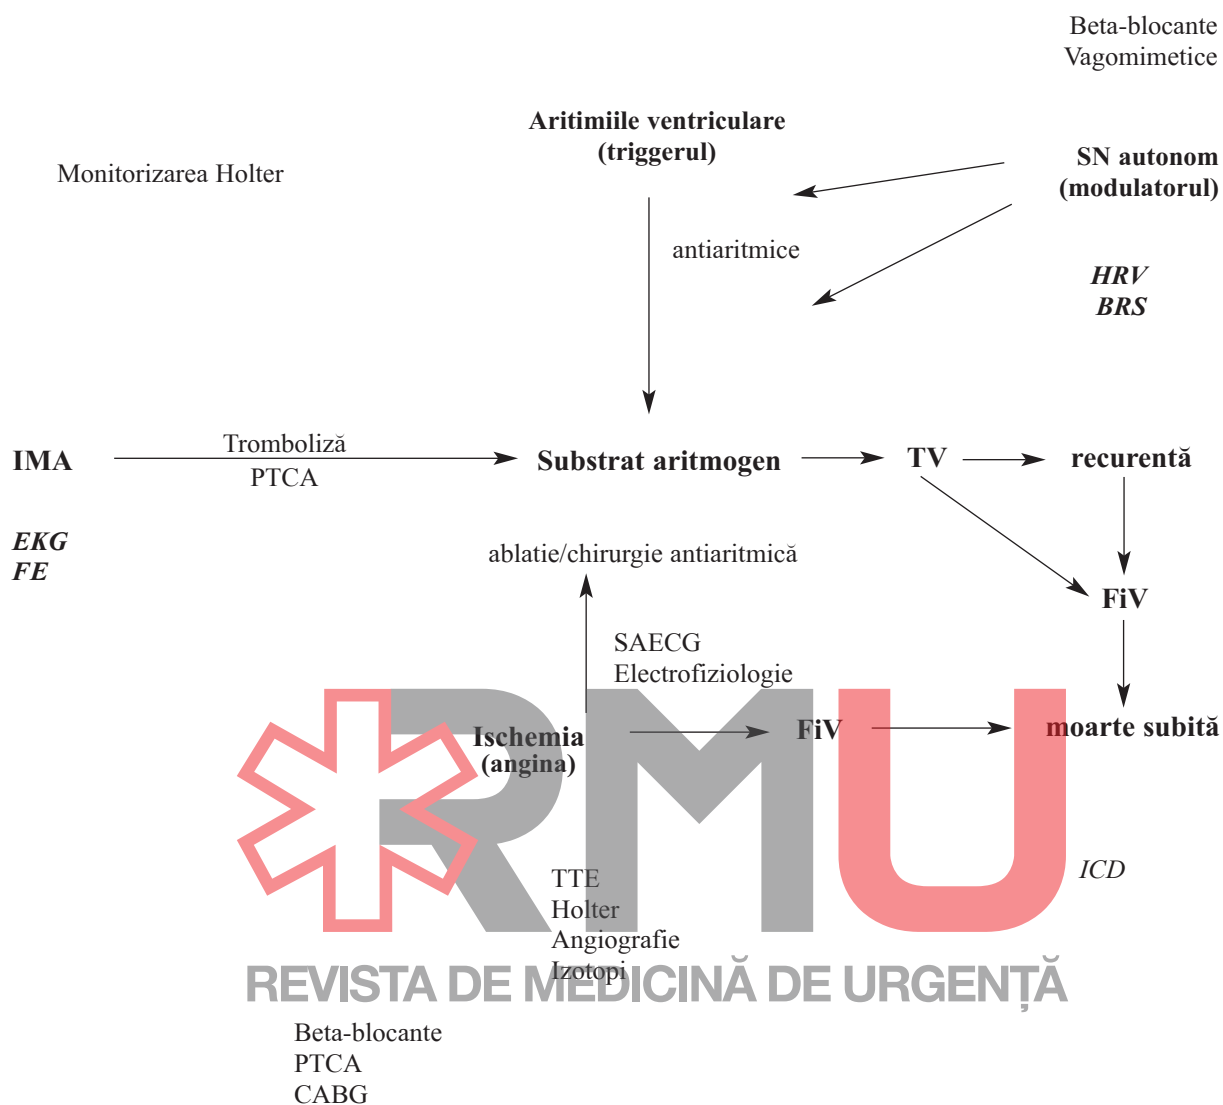 Beta-blocante
Vagomimetice
Aritimiile ventriculare
(triggerul)
Monitorizarea Holter
SN autonom
(modulatorul)
antiaritmice
HRV
BRS
IMA
Tromboliză
PTCA
Substrat aritmogen
TV
recurentă
EKG
FE
ablatie/chirurgie antiaritmică
FiV
SAECG
Electrofiziologie
Ischemia
(angina)
FiV
moarte subită
RMU
ICD
TTE
Holter
Angiografie
Izotopi
REVISTA DE MEDICINĂ DE URGENȚĂ
Beta-blocante
PTCA
CABG